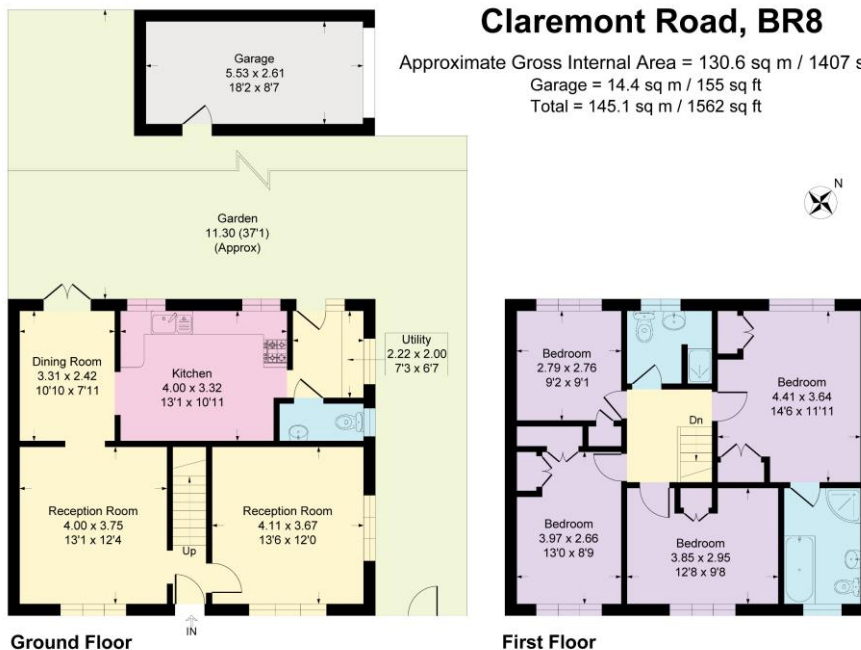 Claremont Road, BR8
Approximate Gross Internal Area = 130.6 sq m / 1407 s
Garage = 14.4 sq m / 155 sq ft
Total = 145.1 sq m / 1562 sq ft
N
Garage
5.53 x 2.61
18'2 x 8'7
Garden
11.30 (37'1)
(Approx)
Dining Room
3.31 x 2.42
10'10 x 7'11
Kitchen
4.00 x 3.32
13'1 x 10'11
Utility
2.22 x 2.00
7'3 x 6'7
Reception Room
4.00 x 3.75
13'1 x 12'4
Up
Reception Room
4.11 x 3.67
13'6 x 12'0
IN
Ground Floor
Bedroom
2.79 x 2.76
9'2 x 9'1
Bedroom
4.41 x 3.64
14'6 x 11'11
Dn
Bedroom
3.97 x 2.66
13'0 x 8'9
Bedroom
3.85 x 2.95
12'8 x 9'8
First Floor